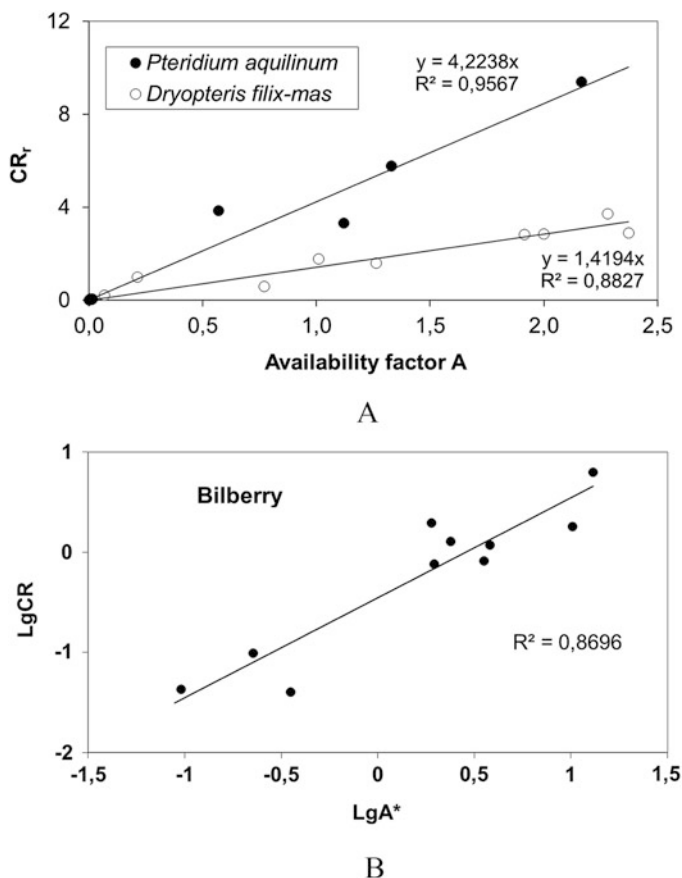 12
Pteridium aquilinum
Dryopteris filix-mas
y = 4,2238x
R² = 0,9567
8
CRr
4
y = 1,4194x
R² = 0,8827
0
0,0 0,5 1,0 1,5 2,0 2,5
Availability factor A
A
1
Bilberry
0
LgCR
-1
R² = 0,8696
-2
-1,5 -1 -0,5 0 0,5 1 1,5
LgA*
B